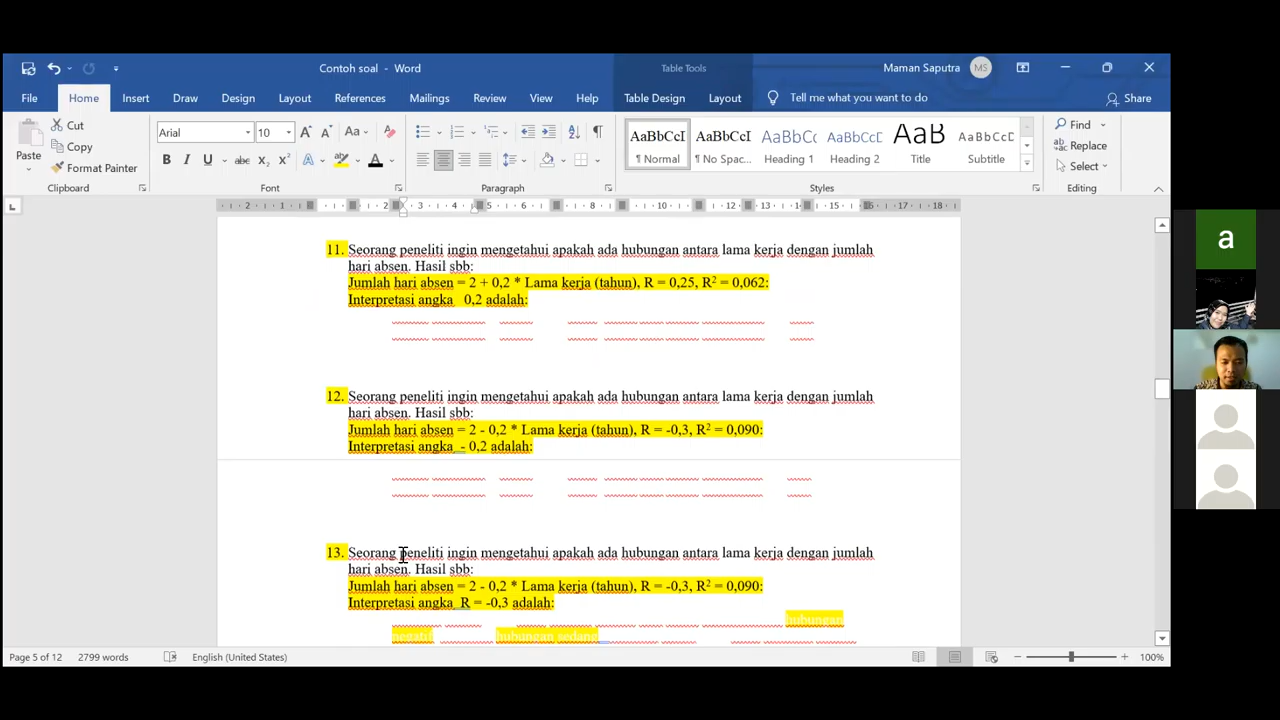 Contoh soal - Word
Table Tools
Maman Saputra
MS
File
Home
Insert
Draw
Design
Layout
References
Mailings
Review
View
Help
Table Design
Layout
Tell me what you want to do
Share
Paste
Cut
Copy
Format Painter
Clipboard
Arial
10
Font
Paragraph
AaBbCcI
¶ Normal
AaBbCcI
¶ No Spac...
AaBbCc
Heading 1
AaBbCcI
Heading 2
AaB
Title
AaBbCcI
Subtitle
Styles
Find
Replace
Select
Editing
11. Seorang peneliti ingin mengetahui apakah ada hubungan antara lama kerja dengan jumlah
hari absen. Hasil sbb:
Jumlah hari absen = 2 + 0,2 * Lama kerja (tahun), R = 0,25, R² = 0,062:
Interpretasi angka 0,2 adalah:
12. Seorang peneliti ingin mengetahui apakah ada hubungan antara lama kerja dengan jumlah
hari absen. Hasil sbb:
Jumlah hari absen = 2 - 0,2 * Lama kerja (tahun), R = -0,3, R² = 0,090:
Interpretasi angka - 0,2 adalah:
13. Seorang peneliti ingin mengetahui apakah ada hubungan antara lama kerja dengan jumlah
hari absen. Hasil sbb:
Jumlah hari absen = 2 - 0,2 * Lama kerja (tahun), R = -0,3, R² = 0,090:
Interpretasi angka R = -0,3 adalah:
hubungan
negatif hubungan sedang
a
Page 5 of 12
2799 words
English (United States)
100%